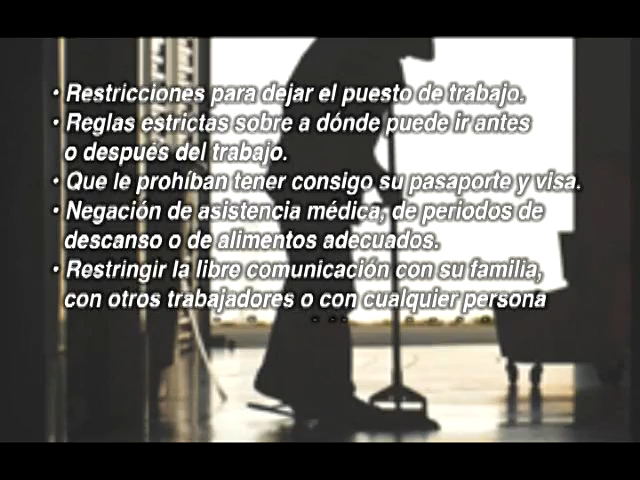 • Restricciones para dejar el puesto de trabajo.
• Reglas estrictas sobre a dónde puede ir antes
o después del trabajo.
• Que le prohíban tener consigo su pasaporte y visa.
• Negación de asistencia médica, de periodos de
descanso o de alimentos adecuados.
• Restringir la libre comunicación con su familia,
con otros trabajadores o con cualquier persona